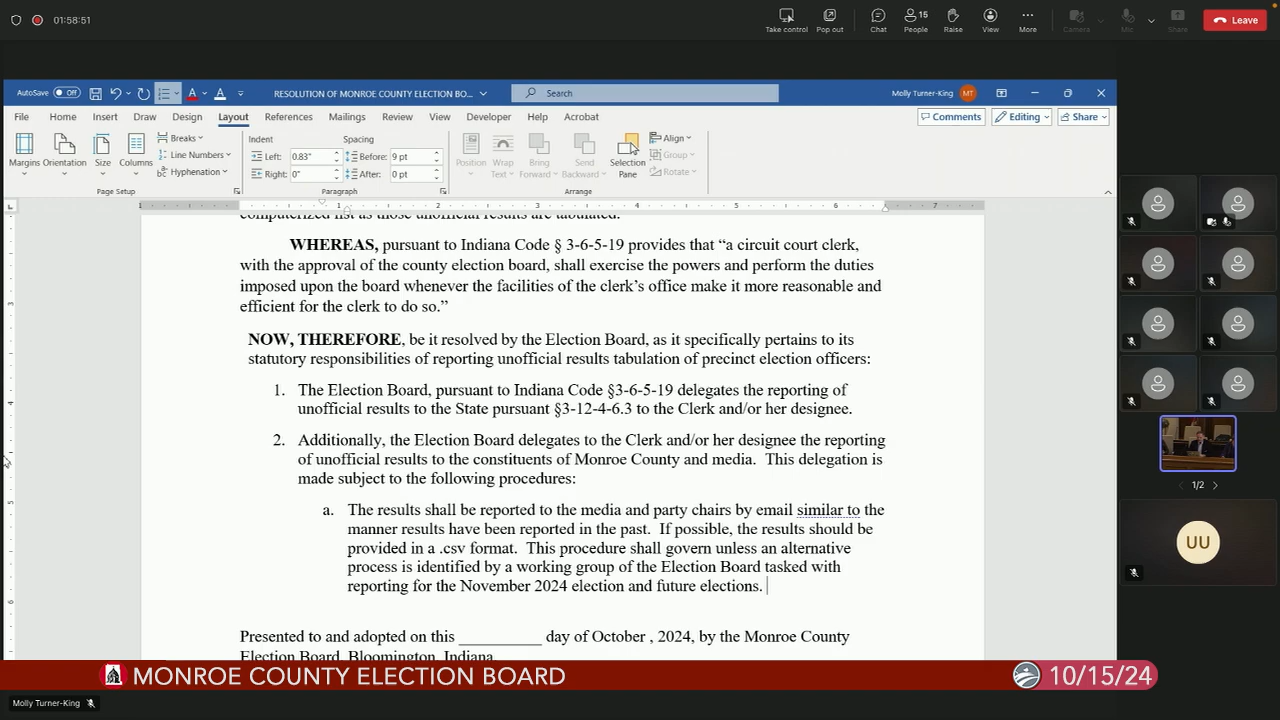 01:58:51
Take control
Pop out
Chat
15
People
Raise
View
More
Camera
Mic
Share
Leave
AutoSave Off
RESOLUTION OF MONROE COUNTY ELECTION BO...
Search
Molly Turner-King
MT
File Home Insert Draw Design Layout References Mailings Review View Developer Help Acrobat
Comments
Editing
Share
Margins
Orientation
Size
Columns
Breaks
Line Numbers
Hyphenation
Page Setup
Indent
Left: 0.83"
Right: 0"
Spacing
Before: 9 pt
After: 0 pt
Paragraph
Position
Wrap Text
Bring Forward
Send Backward
Selection Pane
Align
Group
Rotate
Arrange
computerized list as those unofficial results are tabulated.
WHEREAS, pursuant to Indiana Code § 3-6-5-19 provides that “a circuit court clerk,
with the approval of the county election board, shall exercise the powers and perform the duties
imposed upon the board whenever the facilities of the clerk’s office make it more reasonable and
efficient for the clerk to do so.”
NOW, THEREFORE, be it resolved by the Election Board, as it specifically pertains to its
statutory responsibilities of reporting unofficial results tabulation of precinct election officers:
1. The Election Board, pursuant to Indiana Code §3-6-5-19 delegates the reporting of
unofficial results to the State pursuant §3-12-4-6.3 to the Clerk and/or her designee.
2. Additionally, the Election Board delegates to the Clerk and/or her designee the reporting
of unofficial results to the constituents of Monroe County and media. This delegation is
made subject to the following procedures:
a. The results shall be reported to the media and party chairs by email similar to the
manner results have been reported in the past. If possible, the results should be
provided in a .csv format. This procedure shall govern unless an alternative
process is identified by a working group of the Election Board tasked with
reporting for the November 2024 election and future elections.
Presented to and adopted on this __________ day of October , 2024, by the Monroe County
Election Board, Bloomington, Indiana.
1/2
UU
MONROE COUNTY ELECTION BOARD
10/15/24
Molly Turner-King